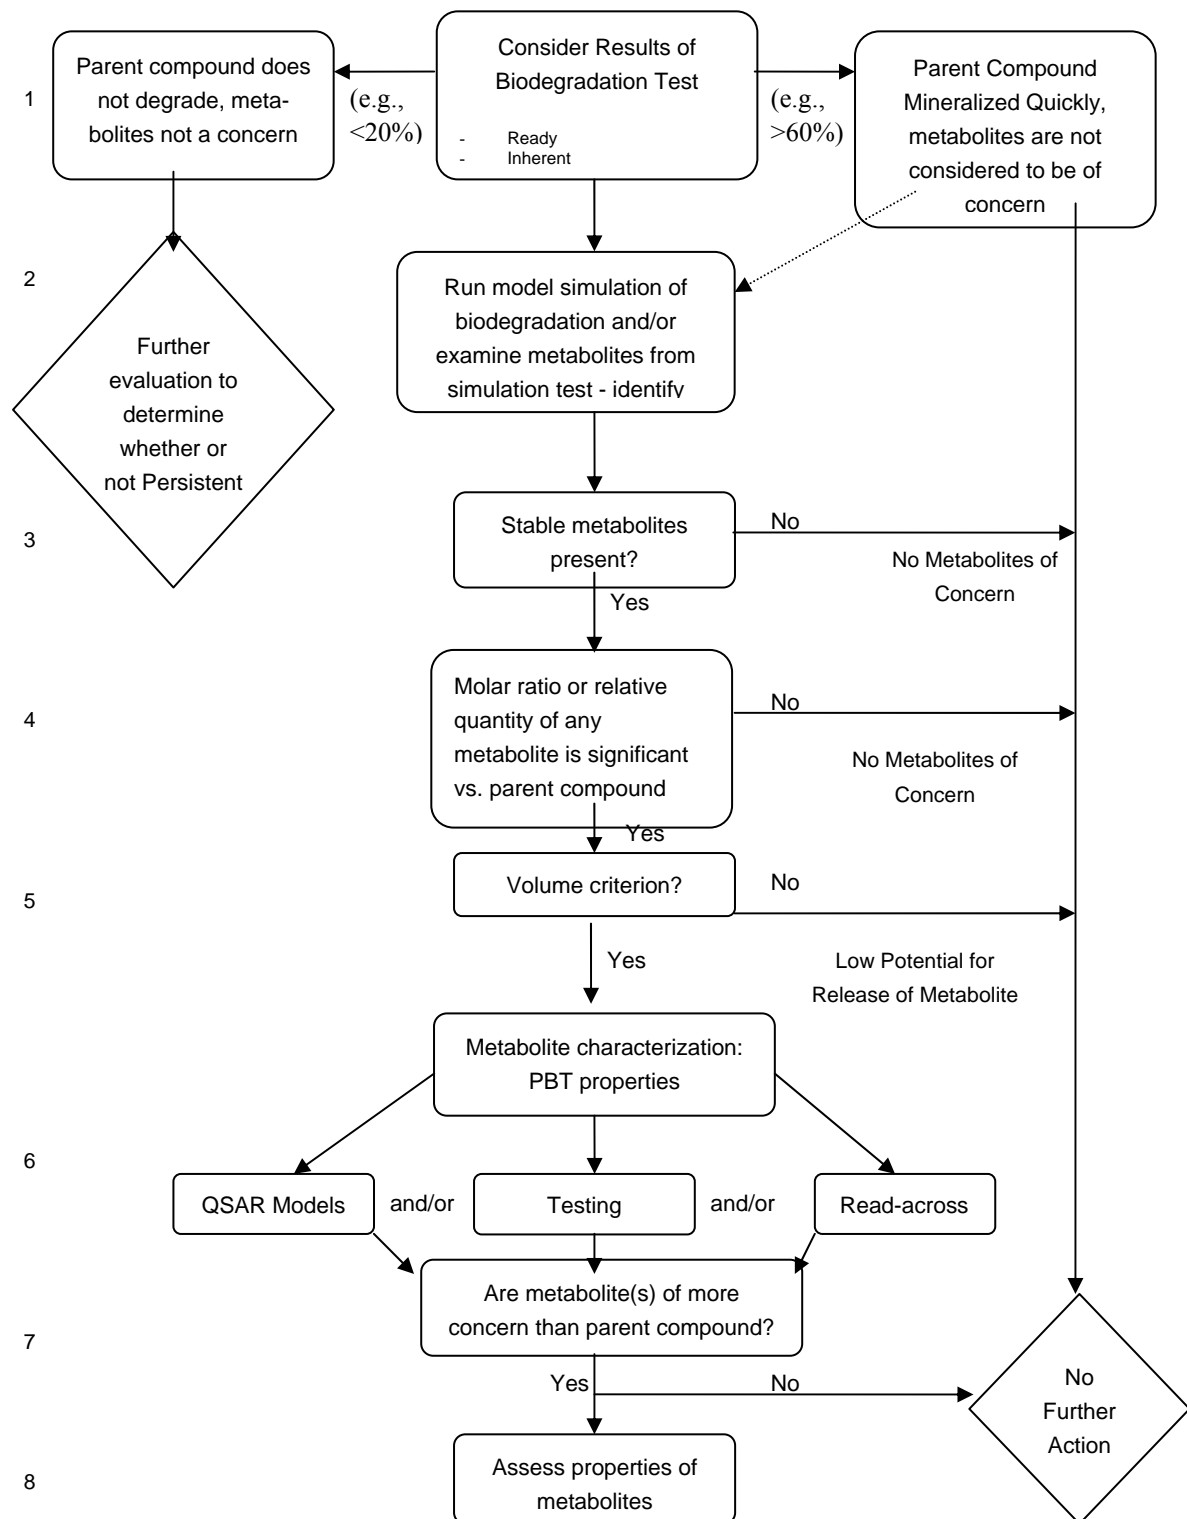 1
Parent compound does
not degrade, meta-
bolites not a concern
(e.g.,
<20%)
Consider Results of
Biodegradation Test
- Ready
- Inherent
(e.g.,
>60%)
Parent Compound
Mineralized Quickly,
metabolites are not
considered to be of
concern
2
Further
evaluation to
determine
whether or
not Persistent
Run model simulation of
biodegradation and/or
examine metabolites from
simulation test - identify
3
Stable metabolites
present?
No
No Metabolites of
Concern
Yes
4
Molar ratio or relative
quantity of any
metabolite is significant
vs. parent compound
No
No Metabolites of
Concern
Yes
5
Volume criterion?
No
Yes
Low Potential for
Release of Metabolite
Metabolite characterization:
PBT properties
6
QSAR Models
and/or
Testing
and/or
Read-across
7
Are metabolite(s) of more
concern than parent compound?
Yes
No
No
Further
Action
8
Assess properties of
metabolites